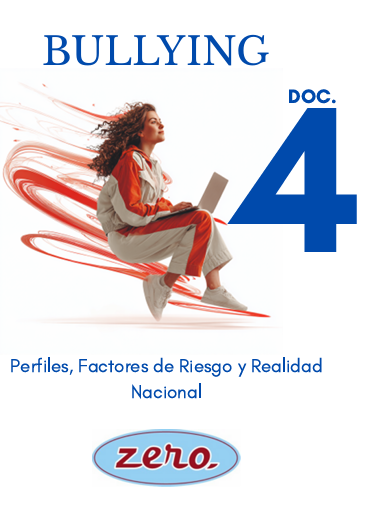 BULLYING
DOC.
4
Perfiles, Factores de Riesgo y Realidad
Nacional
zero.